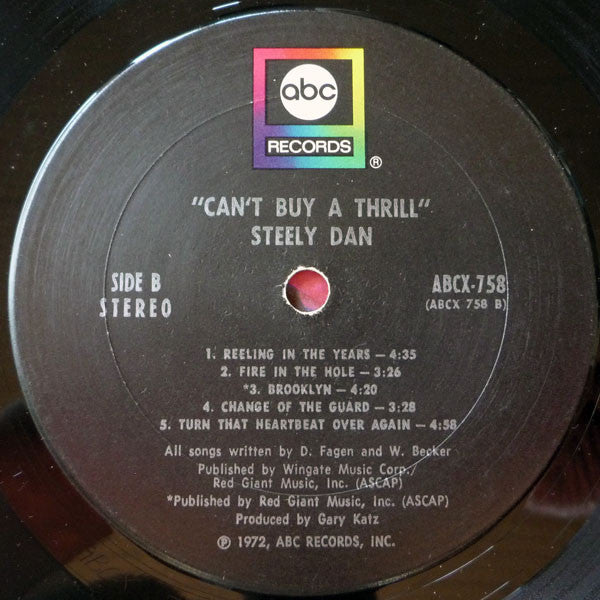 abc
RECORDS
®
"CAN'T BUY A THRILL"
STEELY DAN
SIDE B
STEREO
ABCX-758
(ABCX 758 B)
1. REELING IN THE YEARS – 4:35
2. FIRE IN THE HOLE – 3:26
*3. BROOKLYN – 4:20
4. CHANGE OF THE GUARD – 3:28
5. TURN THAT HEARTBEAT OVER AGAIN – 4:58
All songs written by D. Fagen and W. Becker
Published by Wingate Music Corp./
Red Giant Music, Inc. (ASCAP)
*Published by Red Giant Music, Inc. (ASCAP)
Produced by Gary Katz
℗ 1972, ABC RECORDS, INC.